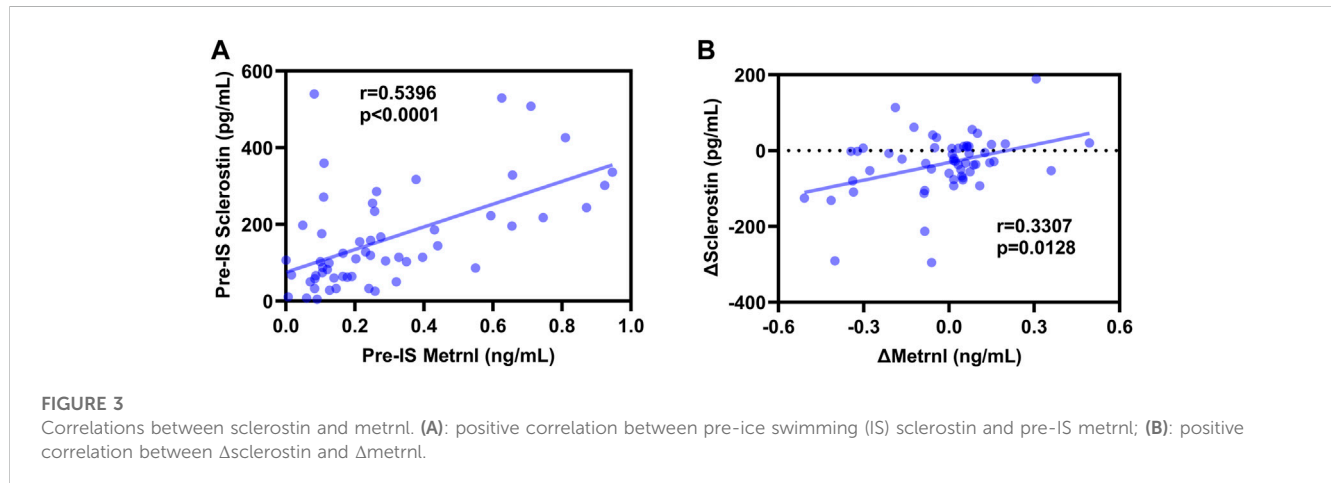 A
600
400
200
0
Pre-IS Sclerostin (pg/mL)
r=0.5396
p<0.0001
0.0 0.2 0.4 0.6 0.8 1.0
Pre-IS Metrnl (ng/mL)
B
200
0
-200
-400
ΔSclerostin (pg/mL)
r=0.3307
p=0.0128
-0.6 -0.3 0.0 0.3 0.6
ΔMetrnl (ng/mL)
FIGURE 3
Correlations between sclerostin and metrnl. (A): positive correlation between pre-ice swimming (IS) sclerostin and pre-IS metrnl; (B): positive
correlation between Δsclerostin and Δmetrnl.